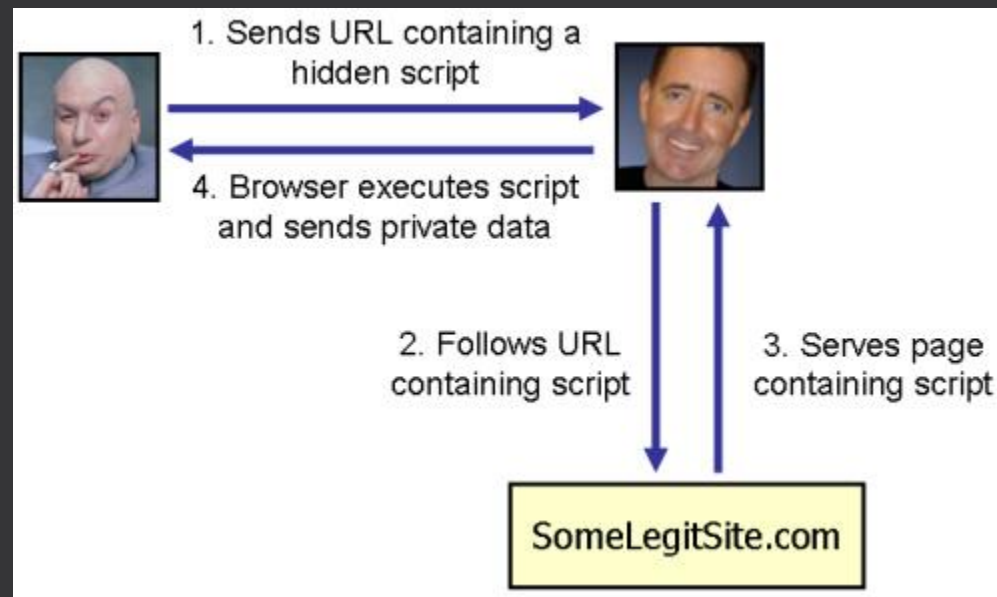 1. Sends URL containing a
hidden script
4. Browser executes script
and sends private data
2. Follows URL
containing script
3. Serves page
containing script
SomeLegitSite.com